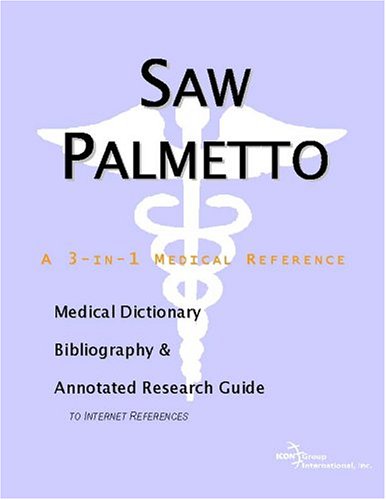 SAW
PALMETTO
A 3-IN-1 MEDICAL REFERENCE
Medical Dictionary
Bibliography &
Annotated Research Guide
TO INTERNET REFERENCES
ICON Group
International, Inc.